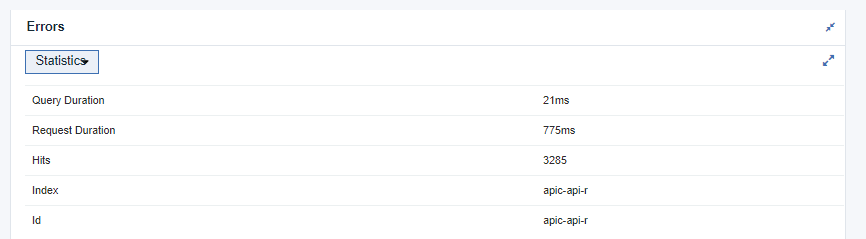 Errors
Statistics
Query Duration 21ms
Request Duration 775ms
Hits 3285
Index apic-api-r
Id apic-api-r